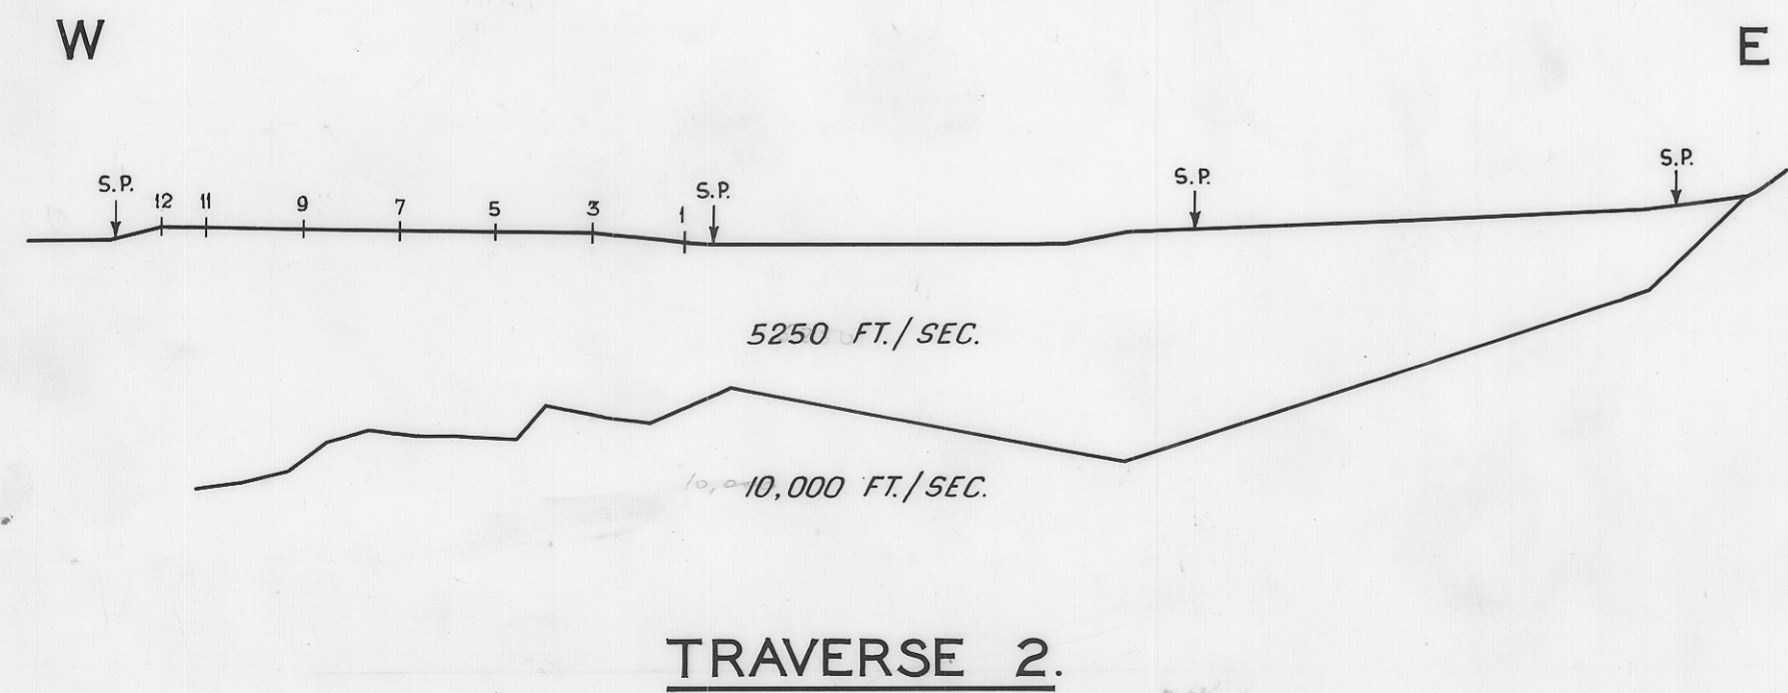 W E
S.P. 12 11 9 7 5 3 1 S.P. S.P. S.P.
5250 FT./SEC.
10,000 FT./SEC.
TRAVERSE 2.